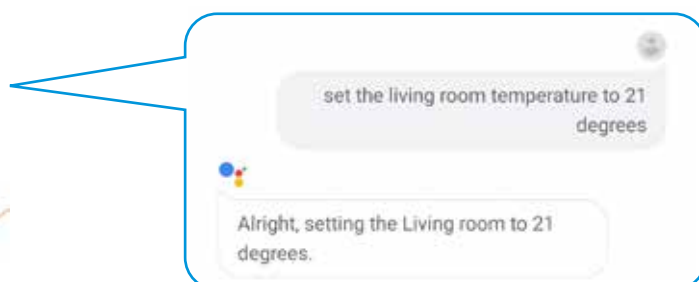 set the living room temperature to 21
degrees
Alright, setting the Living room to 21
degrees.